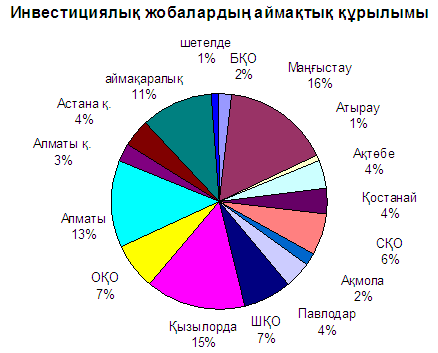 Инвестициялық жобалардың аймақтық құрылымы
шетелде
1%
БҚО
2%
Маңғыстау
16%
Атырау
1%
Ақтөбе
4%
Қостанай
4%
СҚО
6%
Ақмола
2%
Павлодар
4%
ШҚО
7%
Қызылорда
15%
ОҚО
7%
Алматы
13%
Алматы қ.
3%
Астана қ.
4%
аймақаралық
11%